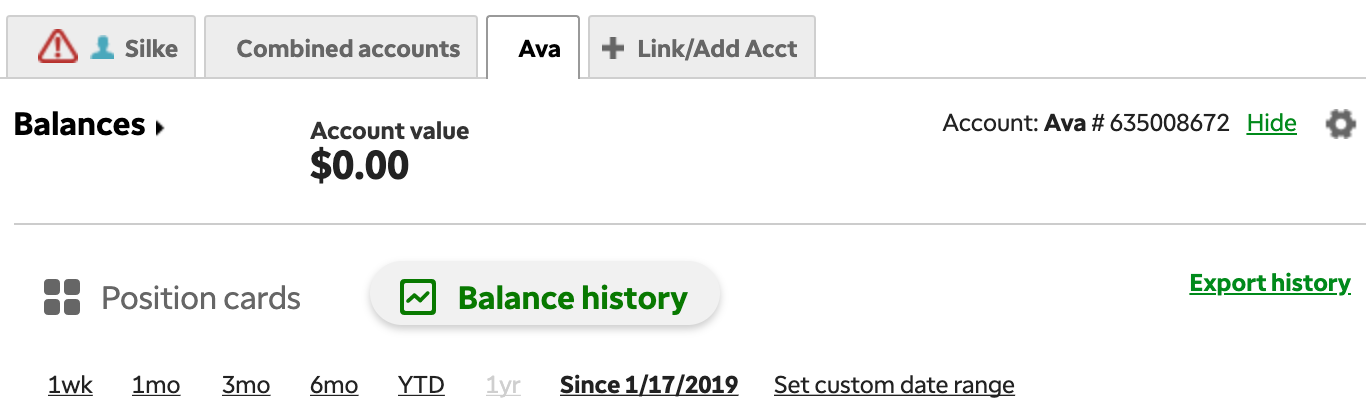 Silke Combined accounts Ava Link/Add Acct
Balances
Account value
$0.00
Account: Ava # 635008672 Hide
Position cards Balance history
Export history
1wk 1mo 3mo 6mo YTD 1yr Since 1/17/2019 Set custom date range